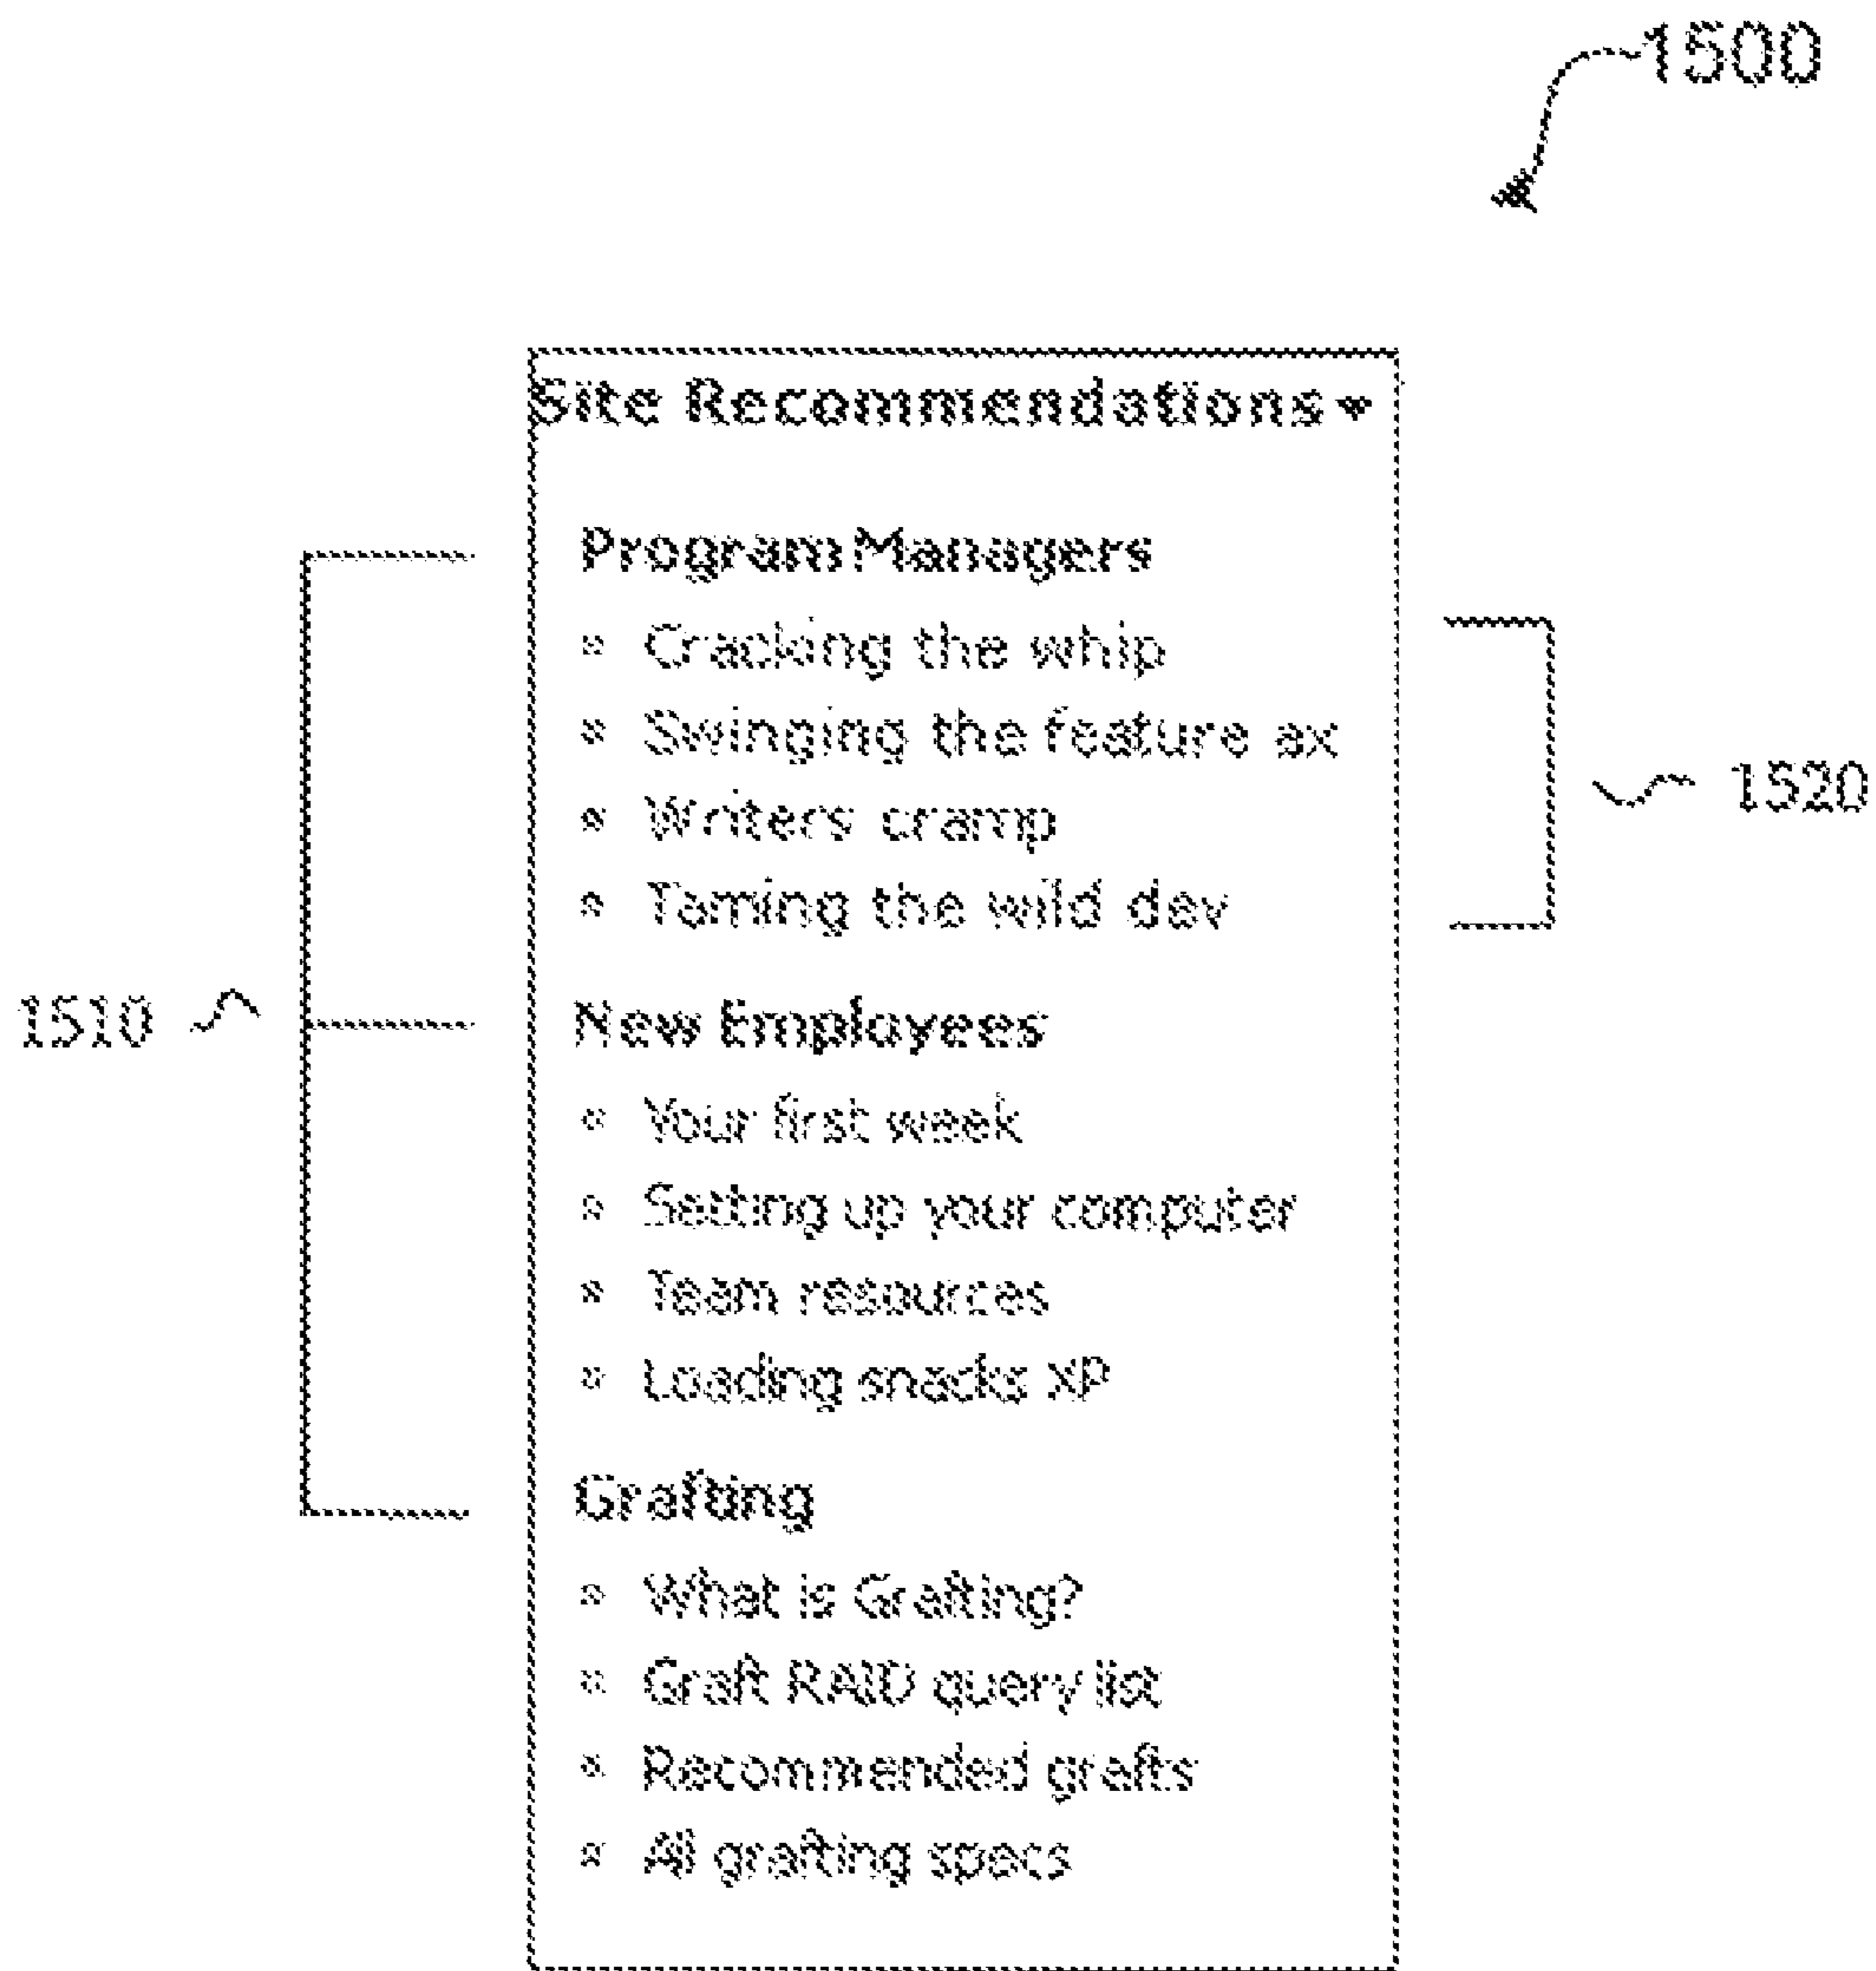 1500
Site Recommendations
Program Managers
Cracking the whip
Swinging the feature ax
1520
Writers cramp
Taming the wild dev
1510
New Employees
Your first week
Setting up your computer
Team resources
Loading snacks XP
Grafting
What is Grafting?
Graft RAID query list
Recommended grafts
All grafting specs